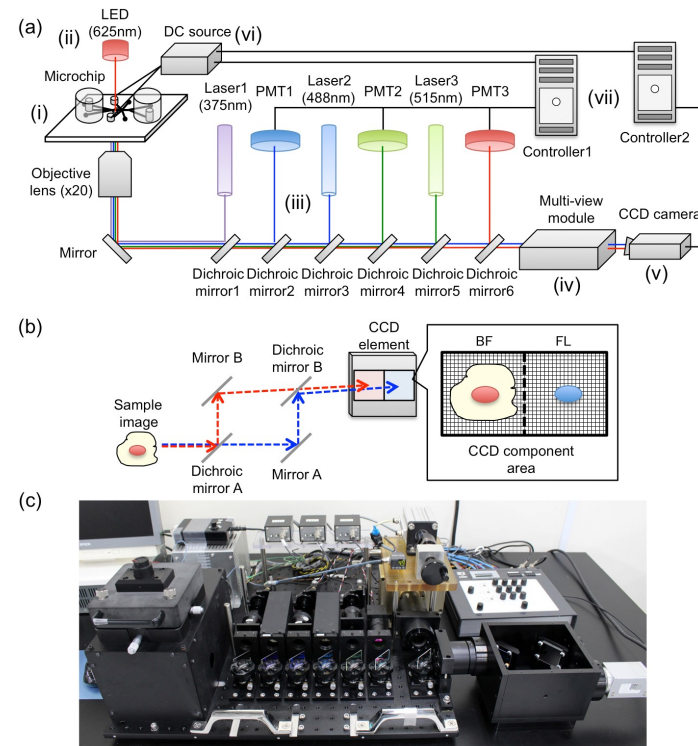 (a)
LED
(625nm)
(ii)
DC source
(vi)
Microchip
(i)
Laser1
(375nm)
PMT1
Laser2
(488nm)
PMT2
Laser3
(515nm)
PMT3
(vii)
Controller1
Controller2
Objective
lens (x20)
(iii)
Mirror
Dichroic
mirror1
Dichroic
mirror2
Dichroic
mirror3
Dichroic
mirror4
Dichroic
mirror5
Dichroic
mirror6
Multi-view
module
CCD camera
(iv)
(v)
(b)
Mirror B
Dichroic
mirror B
CCD
element
BF
FL
Sample
image
Dichroic
mirror A
Mirror A
CCD component
area
(c)